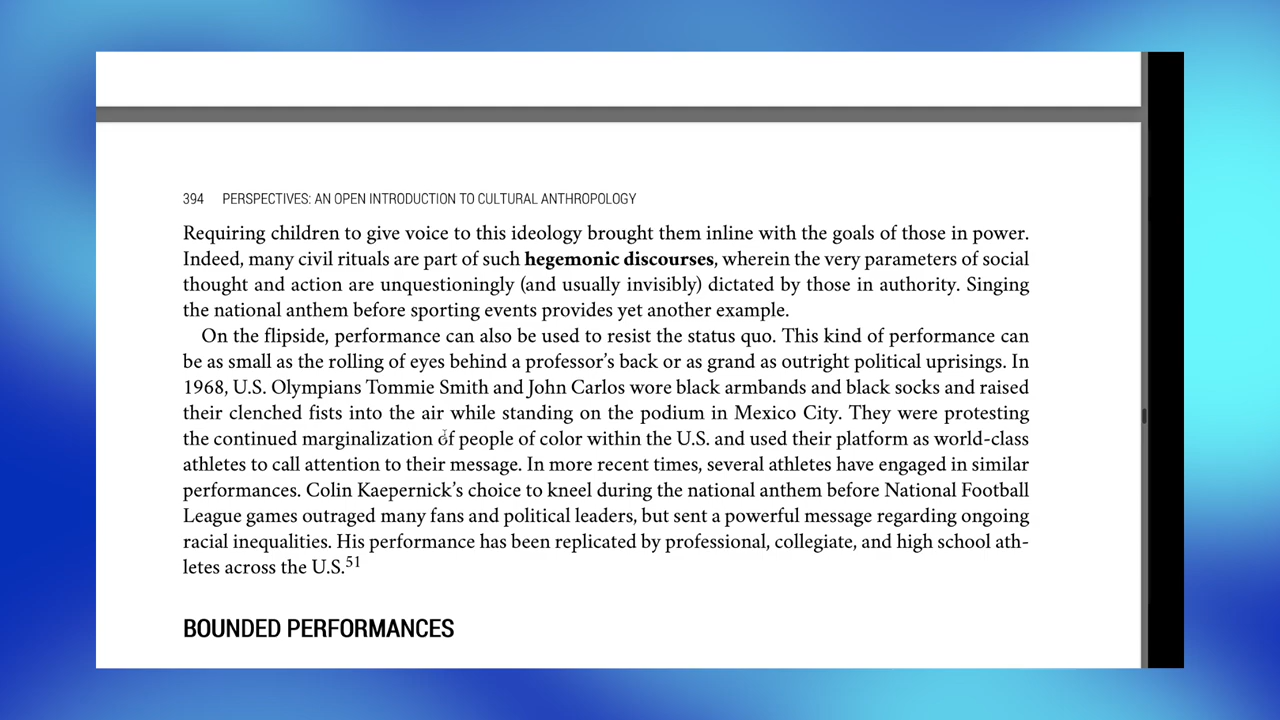 394 PERSPECTIVES: AN OPEN INTRODUCTION TO CULTURAL ANTHROPOLOGY
Requiring children to give voice to this ideology brought them inline with the goals of those in power.
Indeed, many civil rituals are part of such hegemonic discourses, wherein the very parameters of social
thought and action are unquestioningly (and usually invisibly) dictated by those in authority. Singing
the national anthem before sporting events provides yet another example.
On the flipside, performance can also be used to resist the status quo. This kind of performance can
be as small as the rolling of eyes behind a professor’s back or as grand as outright political uprisings. In
1968, U.S. Olympians Tommie Smith and John Carlos wore black armbands and black socks and raised
their clenched fists into the air while standing on the podium in Mexico City. They were protesting
the continued marginalization of people of color within the U.S. and used their platform as world-class
athletes to call attention to their message. In more recent times, several athletes have engaged in similar
performances. Colin Kaepernick’s choice to kneel during the national anthem before National Football
League games outraged many fans and political leaders, but sent a powerful message regarding ongoing
racial inequalities. His performance has been replicated by professional, collegiate, and high school ath-
letes across the U.S.51
BOUNDED PERFORMANCES